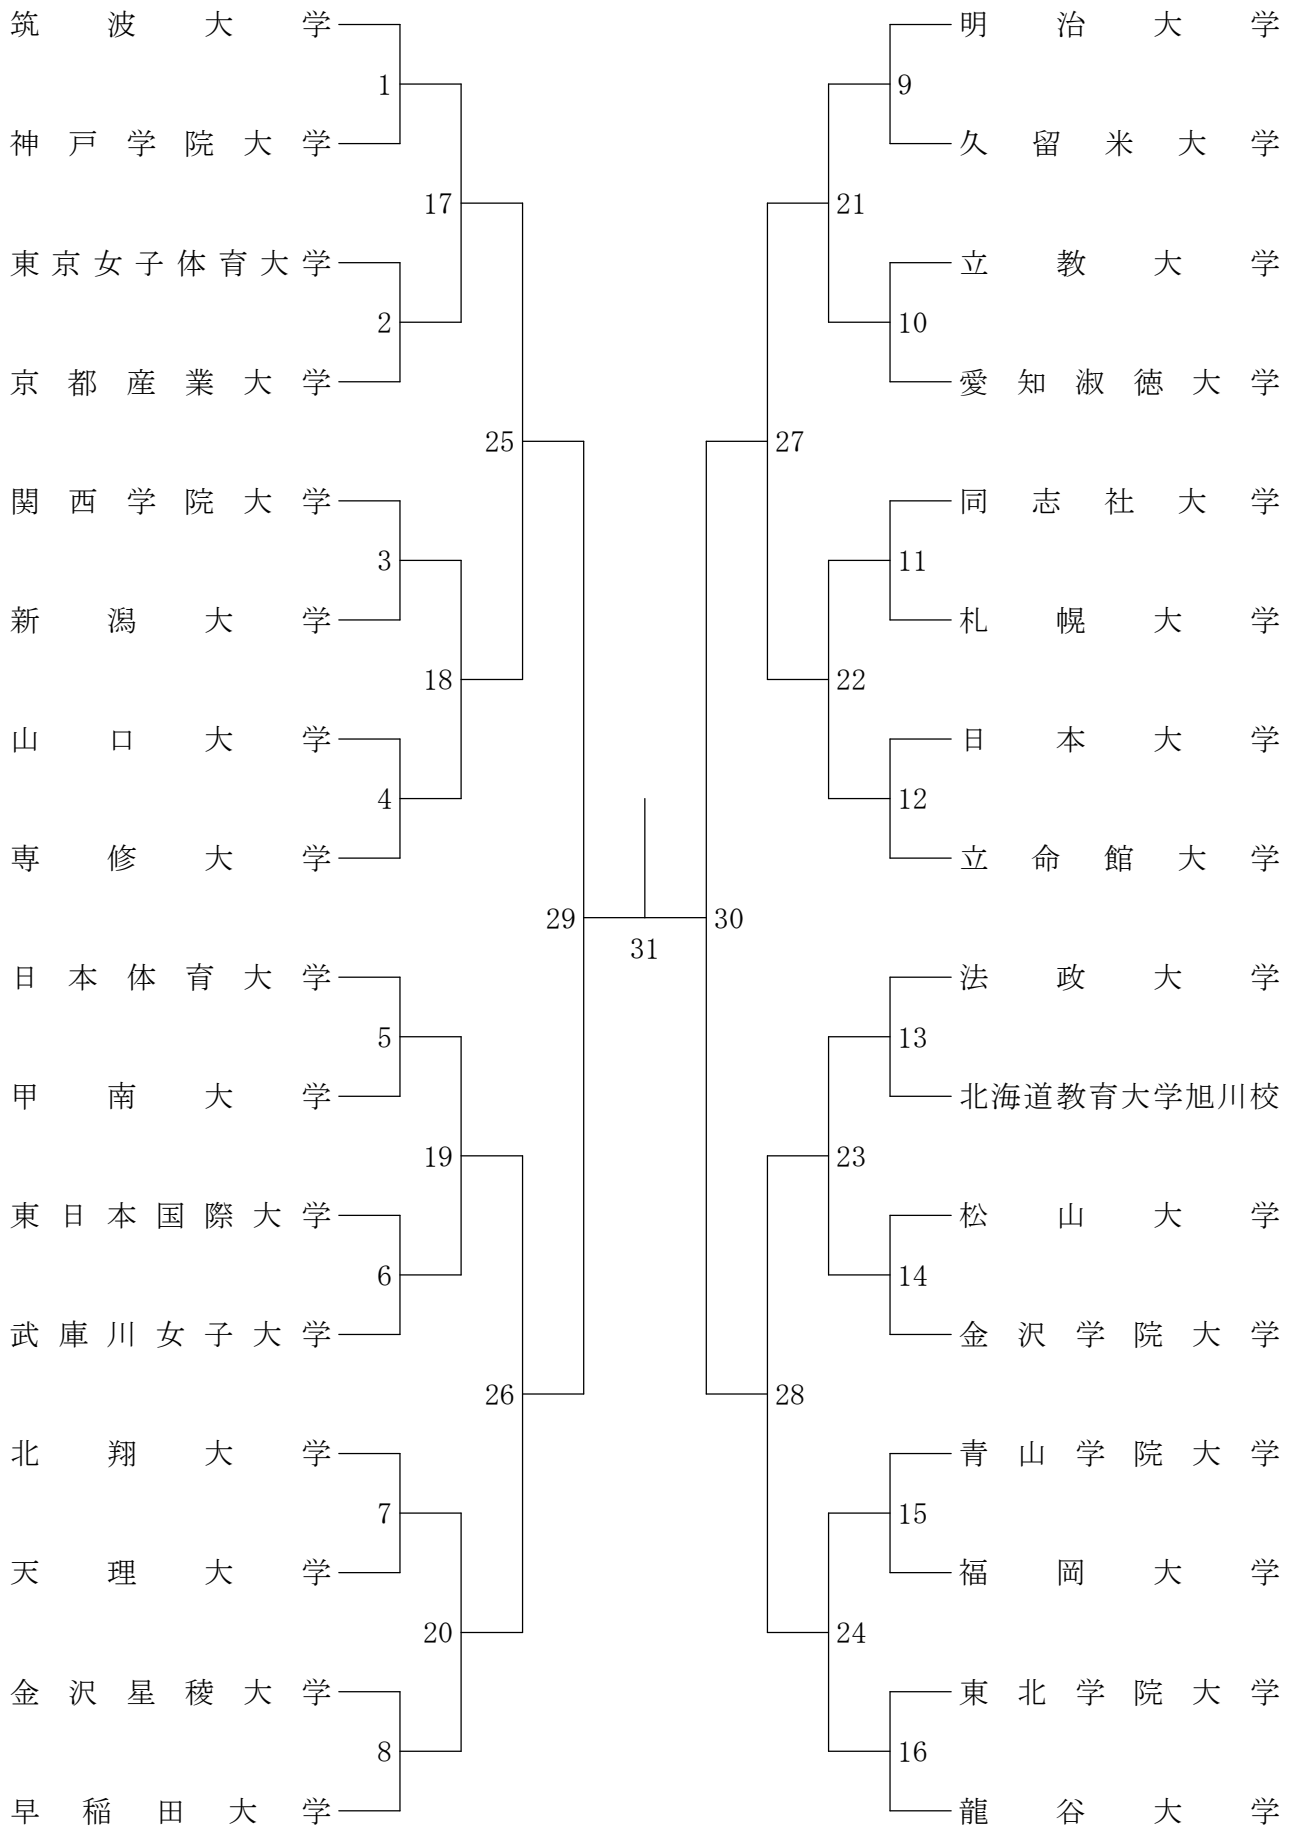 筑波大学
1
神戸学院大学
17
東京女子体育大学
2
京都産業大学
25
関西学院大学
3
新潟大学
18
山口大学
4
専修大学
29
日本体育大学
5
甲南大学
19
東日本国際大学
6
武庫川女子大学
26
北翔大学
7
天理大学
20
金沢星稜大学
8
早稲田大学
31
明治大学
9
久留米大学
21
立教大学
10
愛知淑徳大学
27
同志社大学
11
札幌大学
22
日本大学
12
立命館大学
30
法政大学
13
北海道教育大学旭川校
23
松山大学
14
金沢学院大学
28
青山学院大学
15
福岡大学
24
東北学院大学
16
龍谷大学